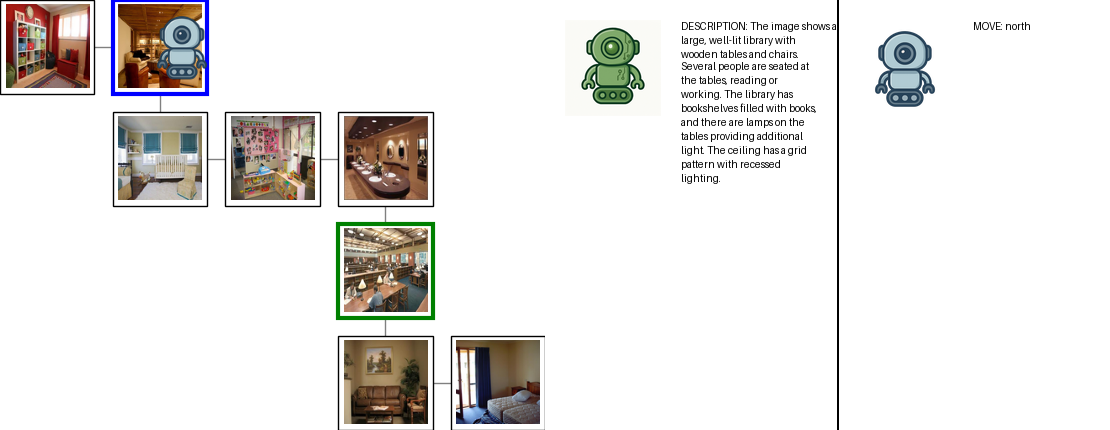 DESCRIPTION: The image shows a
large, well-lit library with
wooden tables and chairs.
Several people are seated at
the tables, reading or
working. The library has
bookshelves filled with books,
and there are lamps on the
tables providing additional
light. The ceiling has a grid
pattern with recessed
lighting.
MOVE: north